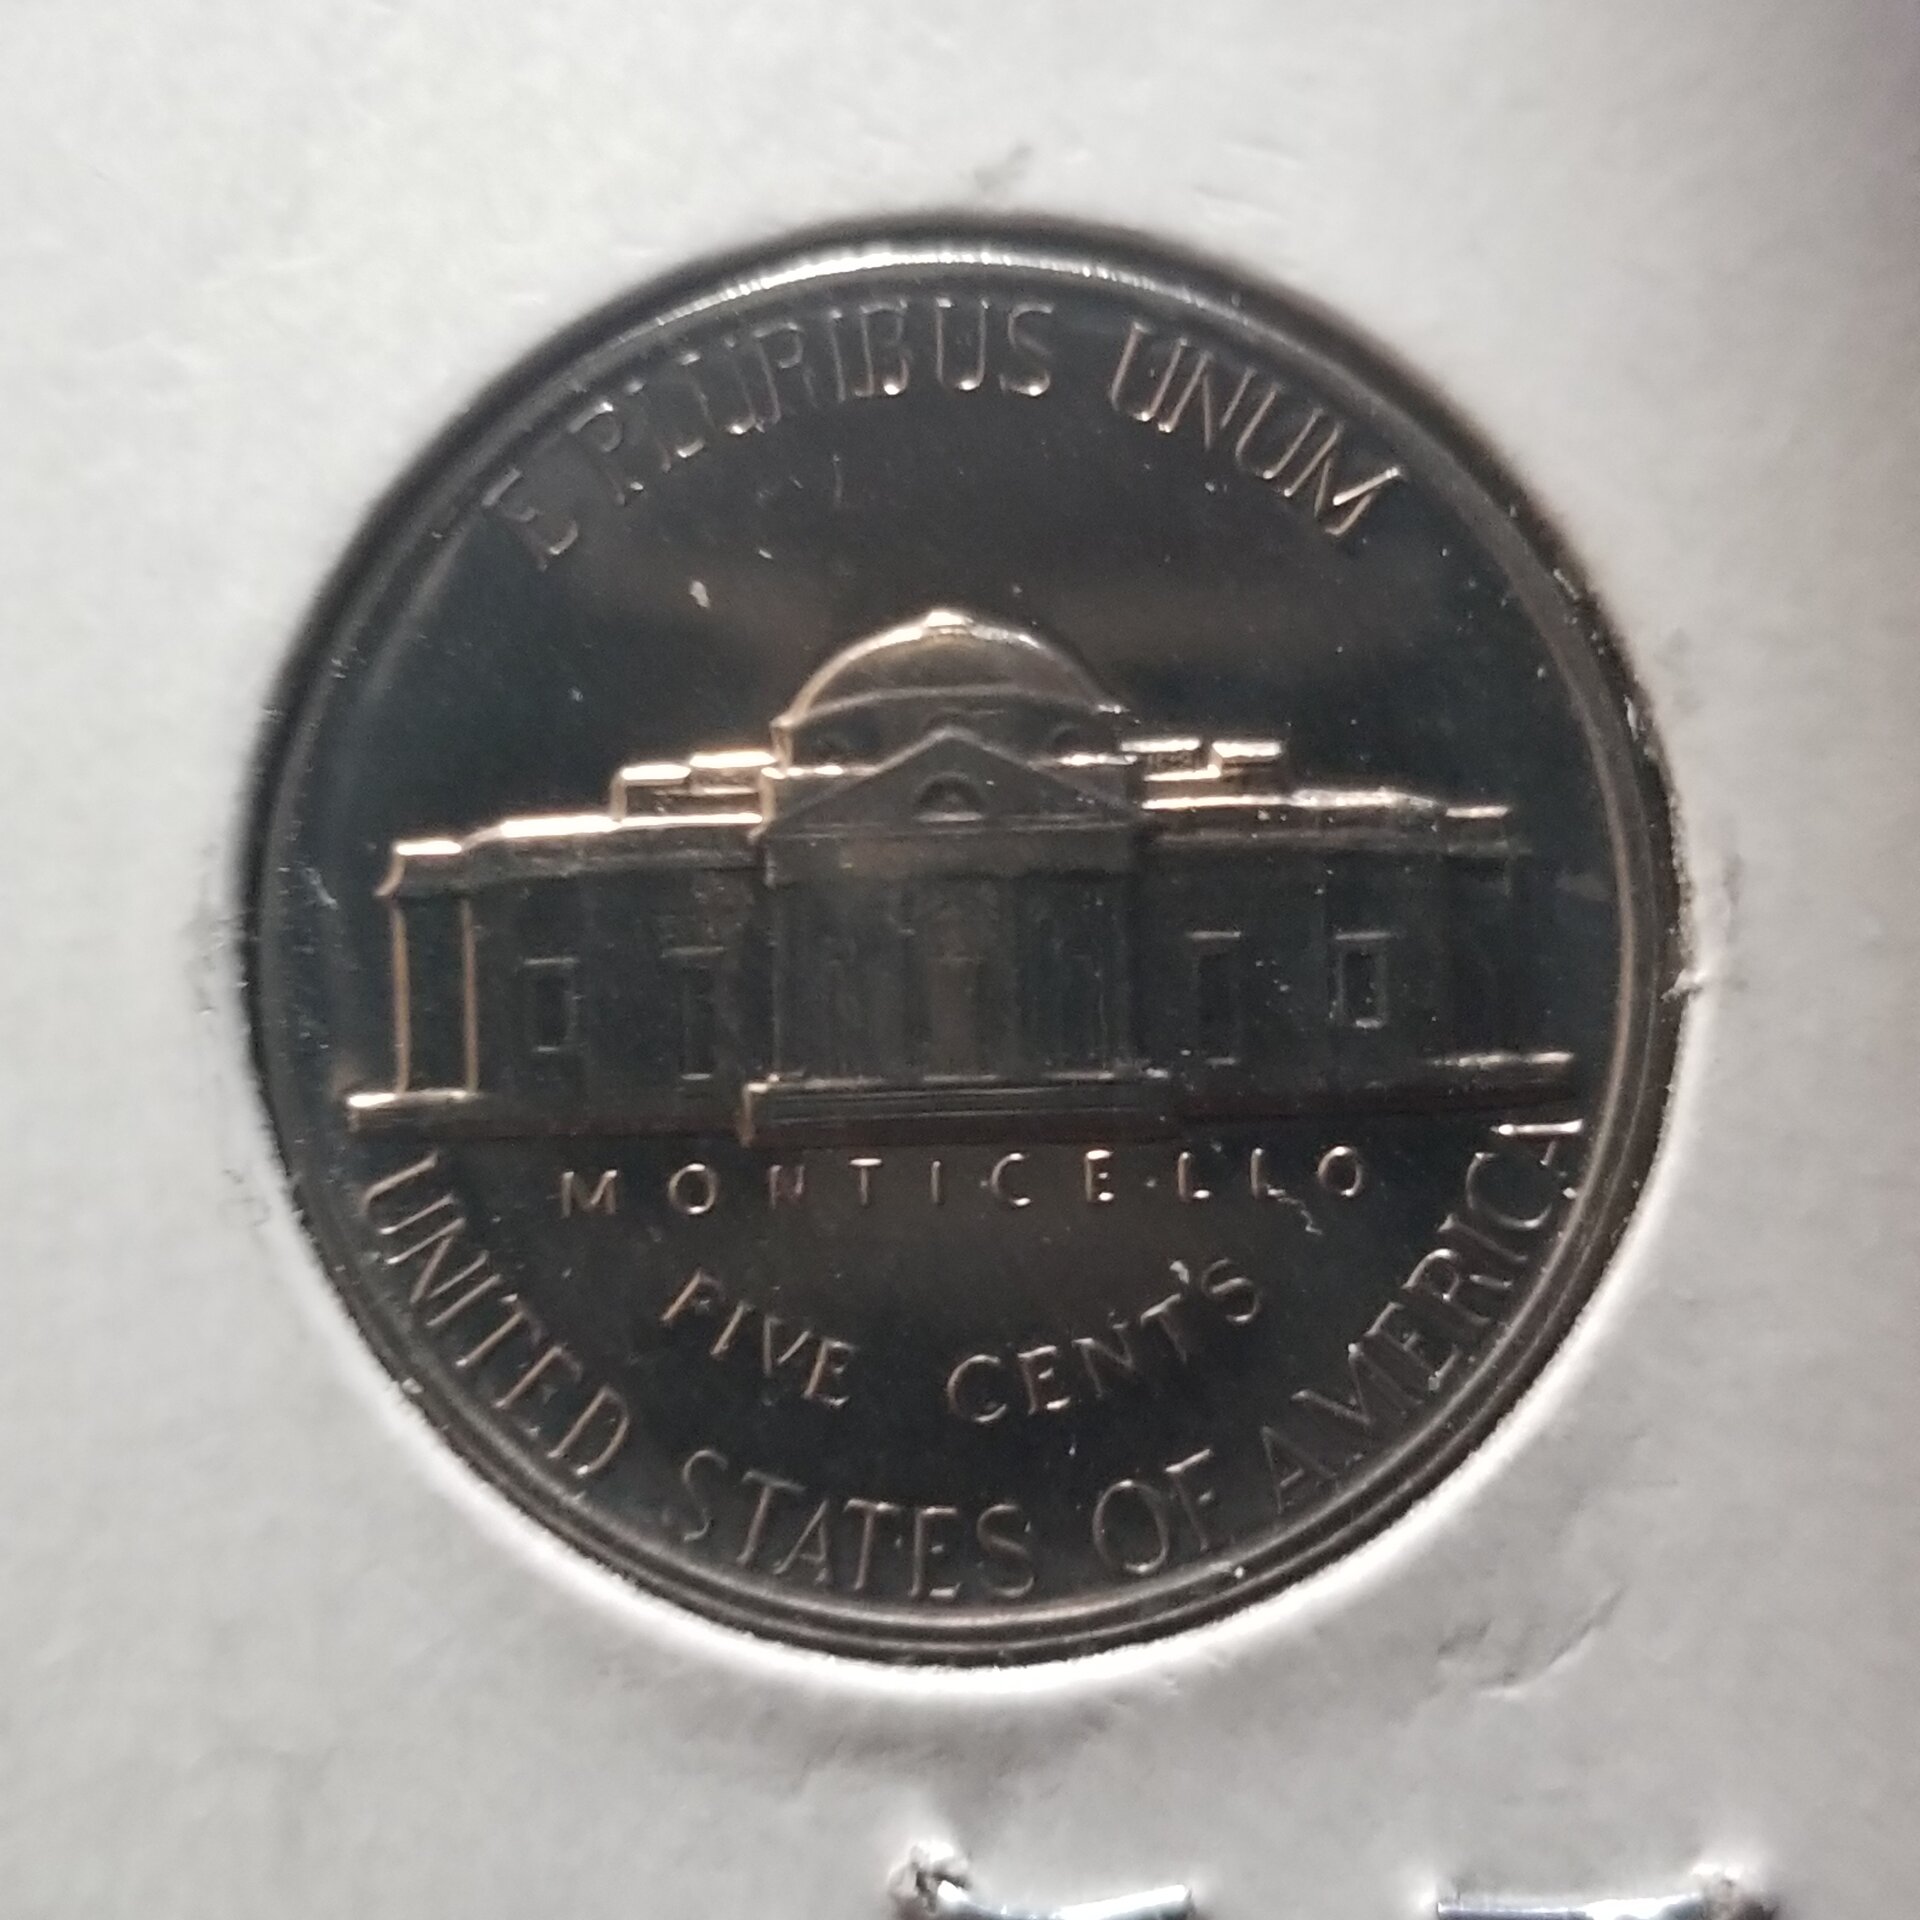 E PLURIBUS UNUM
MONTICELLO
FIVE CENTS
UNITED STATES OF AMERICA